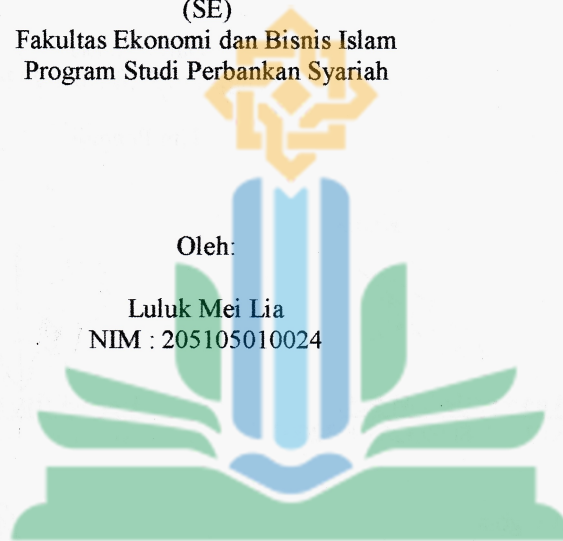 (SE)
Fakultas Ekonomi dan Bisnis Islam
Program Studi Perbankan Syariah
Oleh:
Luluk Mei Lia
NIM : 205105010024